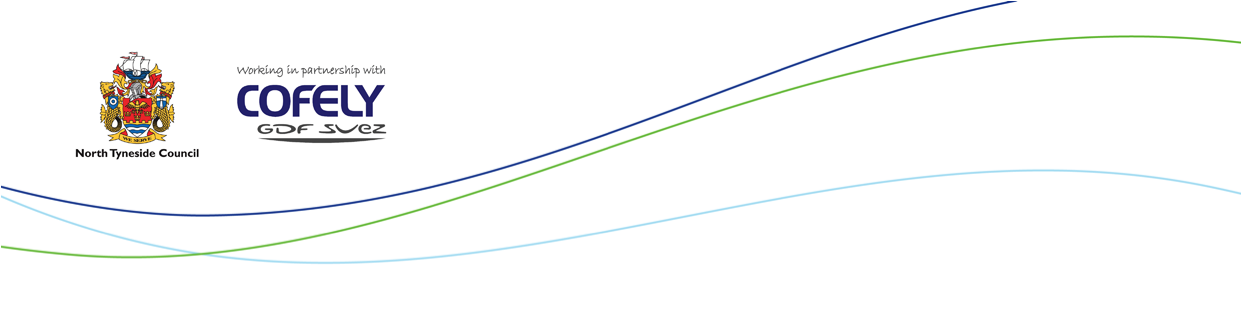 Working in partnership with
COFELY
GDF SUEZ
North Tyneside Council